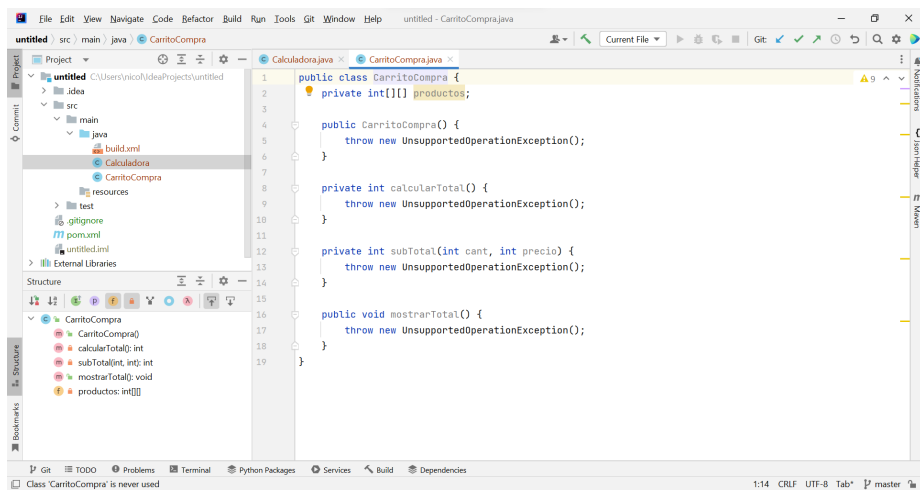 File Edit View Navigate Code Refactor Build Run Tools Git Window Help untitled - CarritoCompra.java
untitled src main java CarritoCompra Current File Git:
Project
Calculadora.java CarritoCompra.java
untitled C:\Users\nicol\IdeaProjects\untitled
.idea
src
main
java
build.xml
Calculadora
CarritoCompra
resources
test
.gitignore
pom.xml
untitled.iml
External Libraries
Structure
CarritoCompra
CarritoCompra()
calcularTotal(): int
subTotal(int, int): int
mostrarTotal(): void
productos: int[][]
1 public class CarritoCompra {
2 private int[][] productos;
3
4 public CarritoCompra() {
5 throw new UnsupportedOperationException();
6 }
7
8 private int calcularTotal() {
9 throw new UnsupportedOperationException();
10 }
11
12 private int subTotal(int cant, int precio) {
13 throw new UnsupportedOperationException();
14 }
15
16 public void mostrarTotal() {
17 throw new UnsupportedOperationException();
18 }
19 }
9
Project
Commit
Structure
Bookmarks
Notifications
Json Helper
Maven
Git TODO Problems Terminal Python Packages Services Build Dependencies
Class 'CarritoCompra' is never used 1:14 CRLF UTF-8 Tab* master